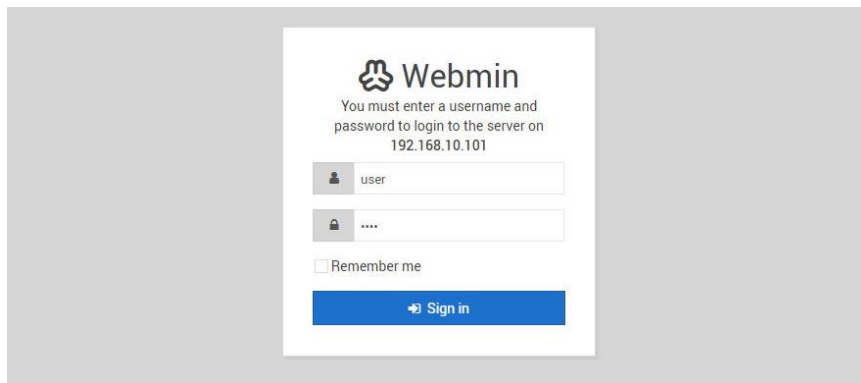 Webmin
You must enter a username and
password to login to the server on
192.168.10.101
user
••••
Remember me
Sign in